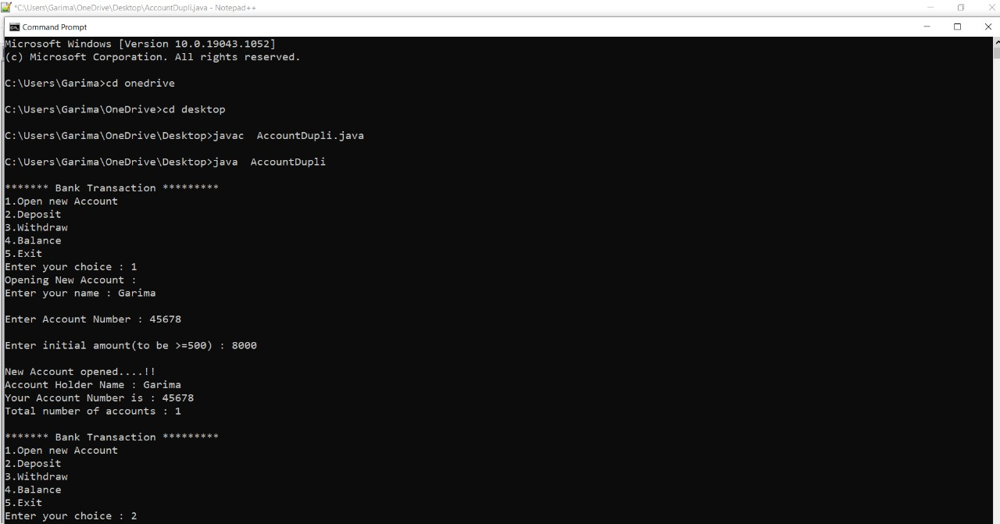 *C:\Users\Garima\OneDrive\Desktop\AccountDupli.java - Notepad++
Command Prompt
Microsoft Windows [Version 10.0.19043.1052]
(c) Microsoft Corporation. All rights reserved.
C:\Users\Garima>cd onedrive
C:\Users\Garima\OneDrive>cd desktop
C:\Users\Garima\OneDrive\Desktop>javac  AccountDupli.java
C:\Users\Garima\OneDrive\Desktop>java  AccountDupli
******* Bank Transaction *********
1.Open new Account
2.Deposit
3.Withdraw
4.Balance
5.Exit
Enter your choice : 1
Opening New Account :
Enter your name : Garima
Enter Account Number : 45678
Enter initial amount(to be >=500) : 8000
New Account opened....!!
Account Holder Name : Garima
Your Account Number is : 45678
Total number of accounts : 1
******* Bank Transaction *********
1.Open new Account
2.Deposit
3.Withdraw
4.Balance
5.Exit
Enter your choice : 2